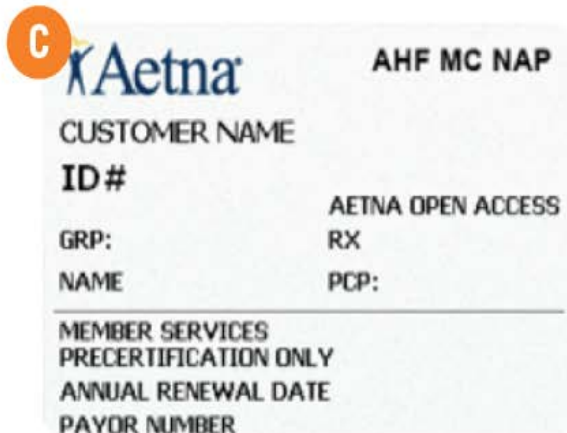 C
Aetna
AHF MC NAP
CUSTOMER NAME
ID#
AETNA OPEN ACCESS
GRP:
RX
NAME
PCP:
MEMBER SERVICES
PRECERTIFICATION ONLY
ANNUAL RENEWAL DATE
PAYOR NUMBER